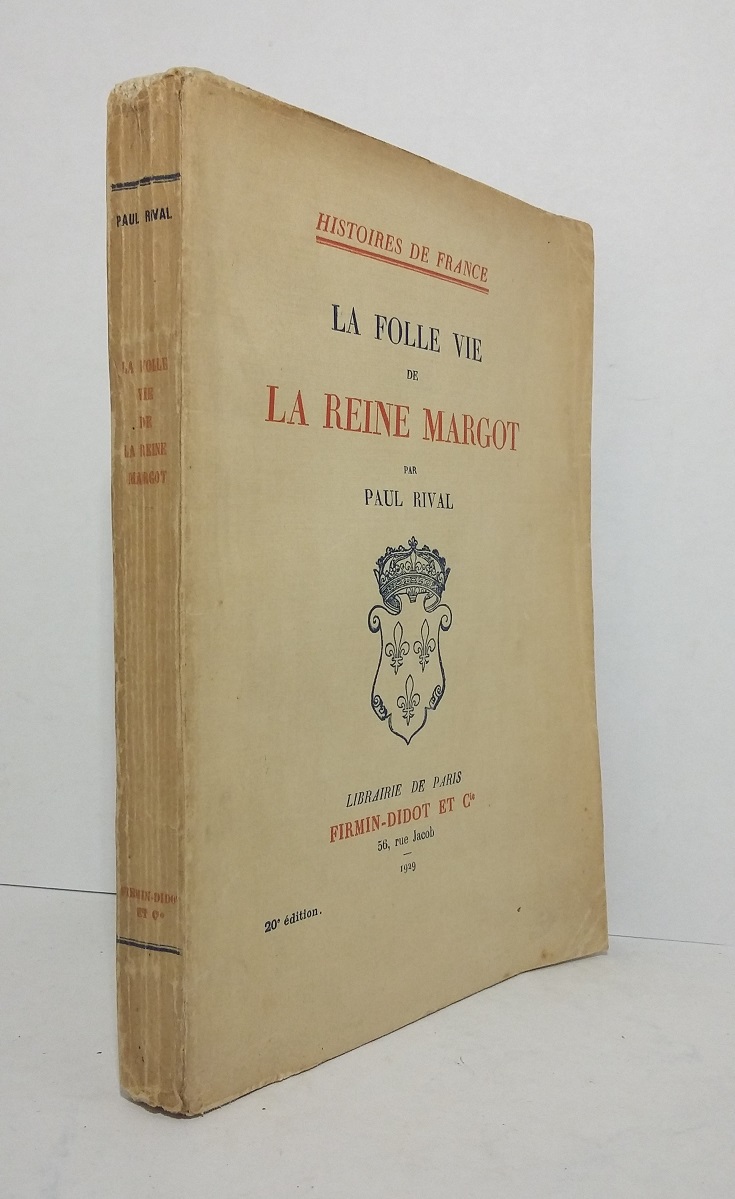 PAUL RIVAL
LA FOLLE
VIE
DE
LA REINE
MARGOT
FIRMIN-DIDOT
ET Cie
HISTOIRES DE FRANCE
LA FOLLE VIE
DE
LA REINE MARGOT
PAR
PAUL RIVAL
LIBRAIRIE DE PARIS
FIRMIN-DIDOT ET Cie
56, rue Jacob
1929
20e édition.